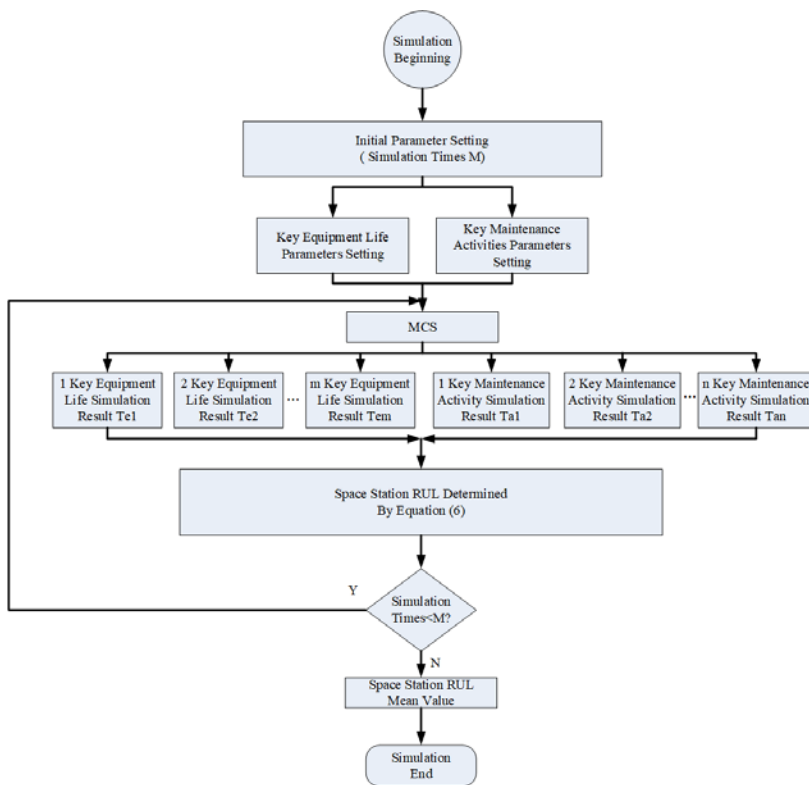 Simulation
Beginning
Initial Parameter Setting
( Simulation Times M)
Key Equipment Life
Parameters Setting
Key Maintenance
Activities Parameters
Setting
MCS
1 Key Equipment
Life Simulation
Result Te1
2 Key Equipment
Life Simulation
Result Te2
...
m Key Equipment
Life Simulation
Result Tem
1 Key Maintenance
Activity Simulation
Result Ta1
2 Key Maintenance
Activity Simulation
Result Ta2
...
n Key Maintenance
Activity Simulation
Result Tan
Space Station RUL Determined
By Equation (6)
Y
Simulation
Times<M?
N
Space Station RUL
Mean Value
Simulation
End